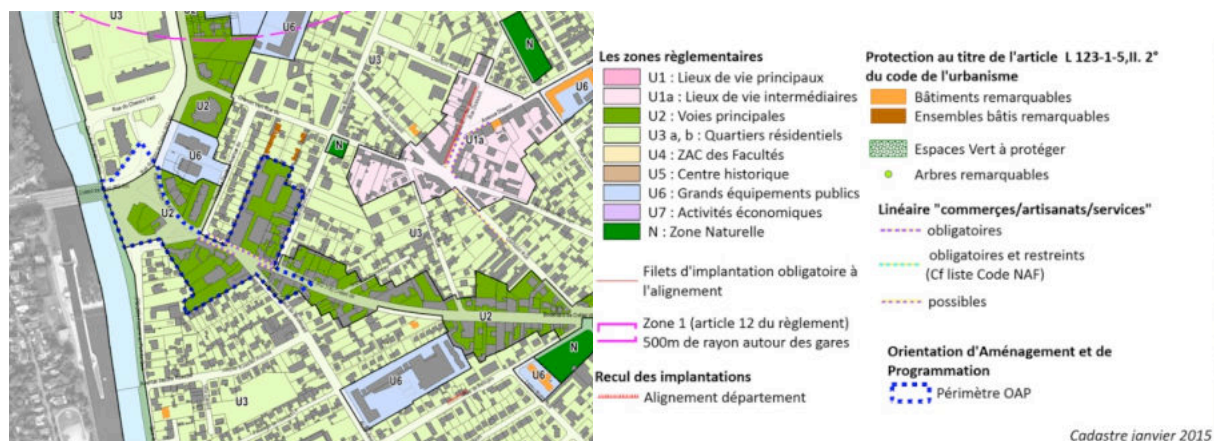 U6
U6
N
U2
Rue du Chemin Vert
U6
U1a
U6
N
U2
U3
U3
U2
N
U6
U6
U3
Les zones règlementaires
U1 : Lieux de vie principaux
U1a : Lieux de vie intermédiaires
U2 : Voies principales
U3 a, b : Quartiers résidentiels
U4 : ZAC des Facultés
U5 : Centre historique
U6 : Grands équipements publics
U7 : Activités économiques
N : Zone Naturelle
Filets d'implantation obligatoire à
l'alignement
Zone 1 (article 12 du règlement)
500m de rayon autour des gares
Recul des implantations
Alignement département
Protection au titre de l'article L 123-1-5,II. 2°
du code de l'urbanisme
Bâtiments remarquables
Ensembles bâtis remarquables
Espaces Vert à protéger
Arbres remarquables
Linéaire "commerçes/artisanats/services"
obligatoires
obligatoires et restreints
(Cf liste Code NAF)
possibles
Orientation d'Aménagement et de
Programmation
Périmètre OAP
Cadastre janvier 2015